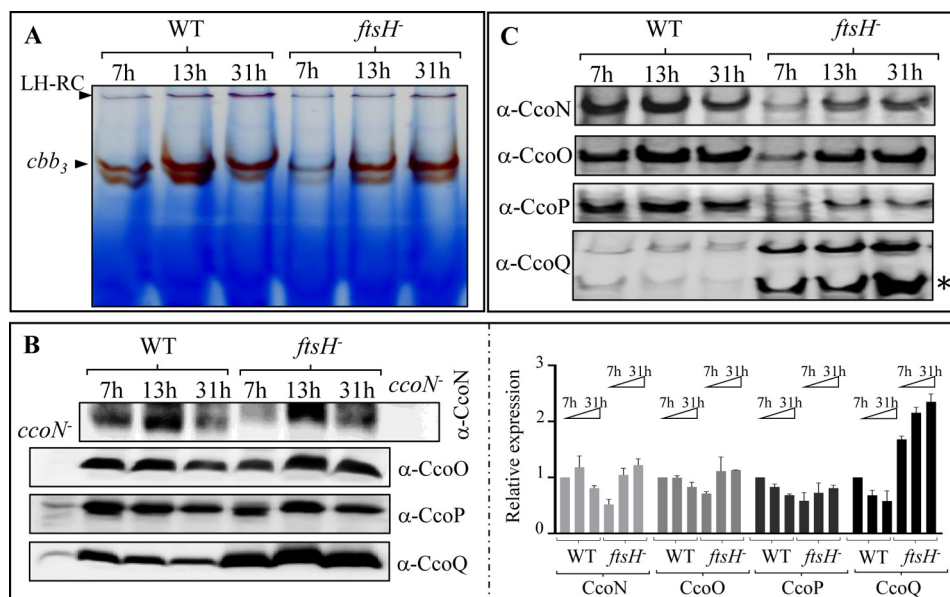 A
WT
ftsH-
7h 13h 31h 7h 13h 31h
LH-RC
cbb3
C
WT
ftsH-
7h 13h 31h 7h 13h 31h
α-CcoN
α-CcoO
α-CcoP
α-CcoQ
*
B
WT
ftsH-
7h 13h 31h 7h 13h 31h
ccoN-
ccoN-
α-CcoN
α-CcoO
α-CcoP
α-CcoQ
Relative expression
3
2
1
0
7h 31h 7h 31h 7h 31h 7h 31h
7h 31h 7h 31h 7h 31h 7h 31h
WT ftsH- WT ftsH- WT ftsH- WT ftsH-
CcoN CcoO CcoP CcoQ